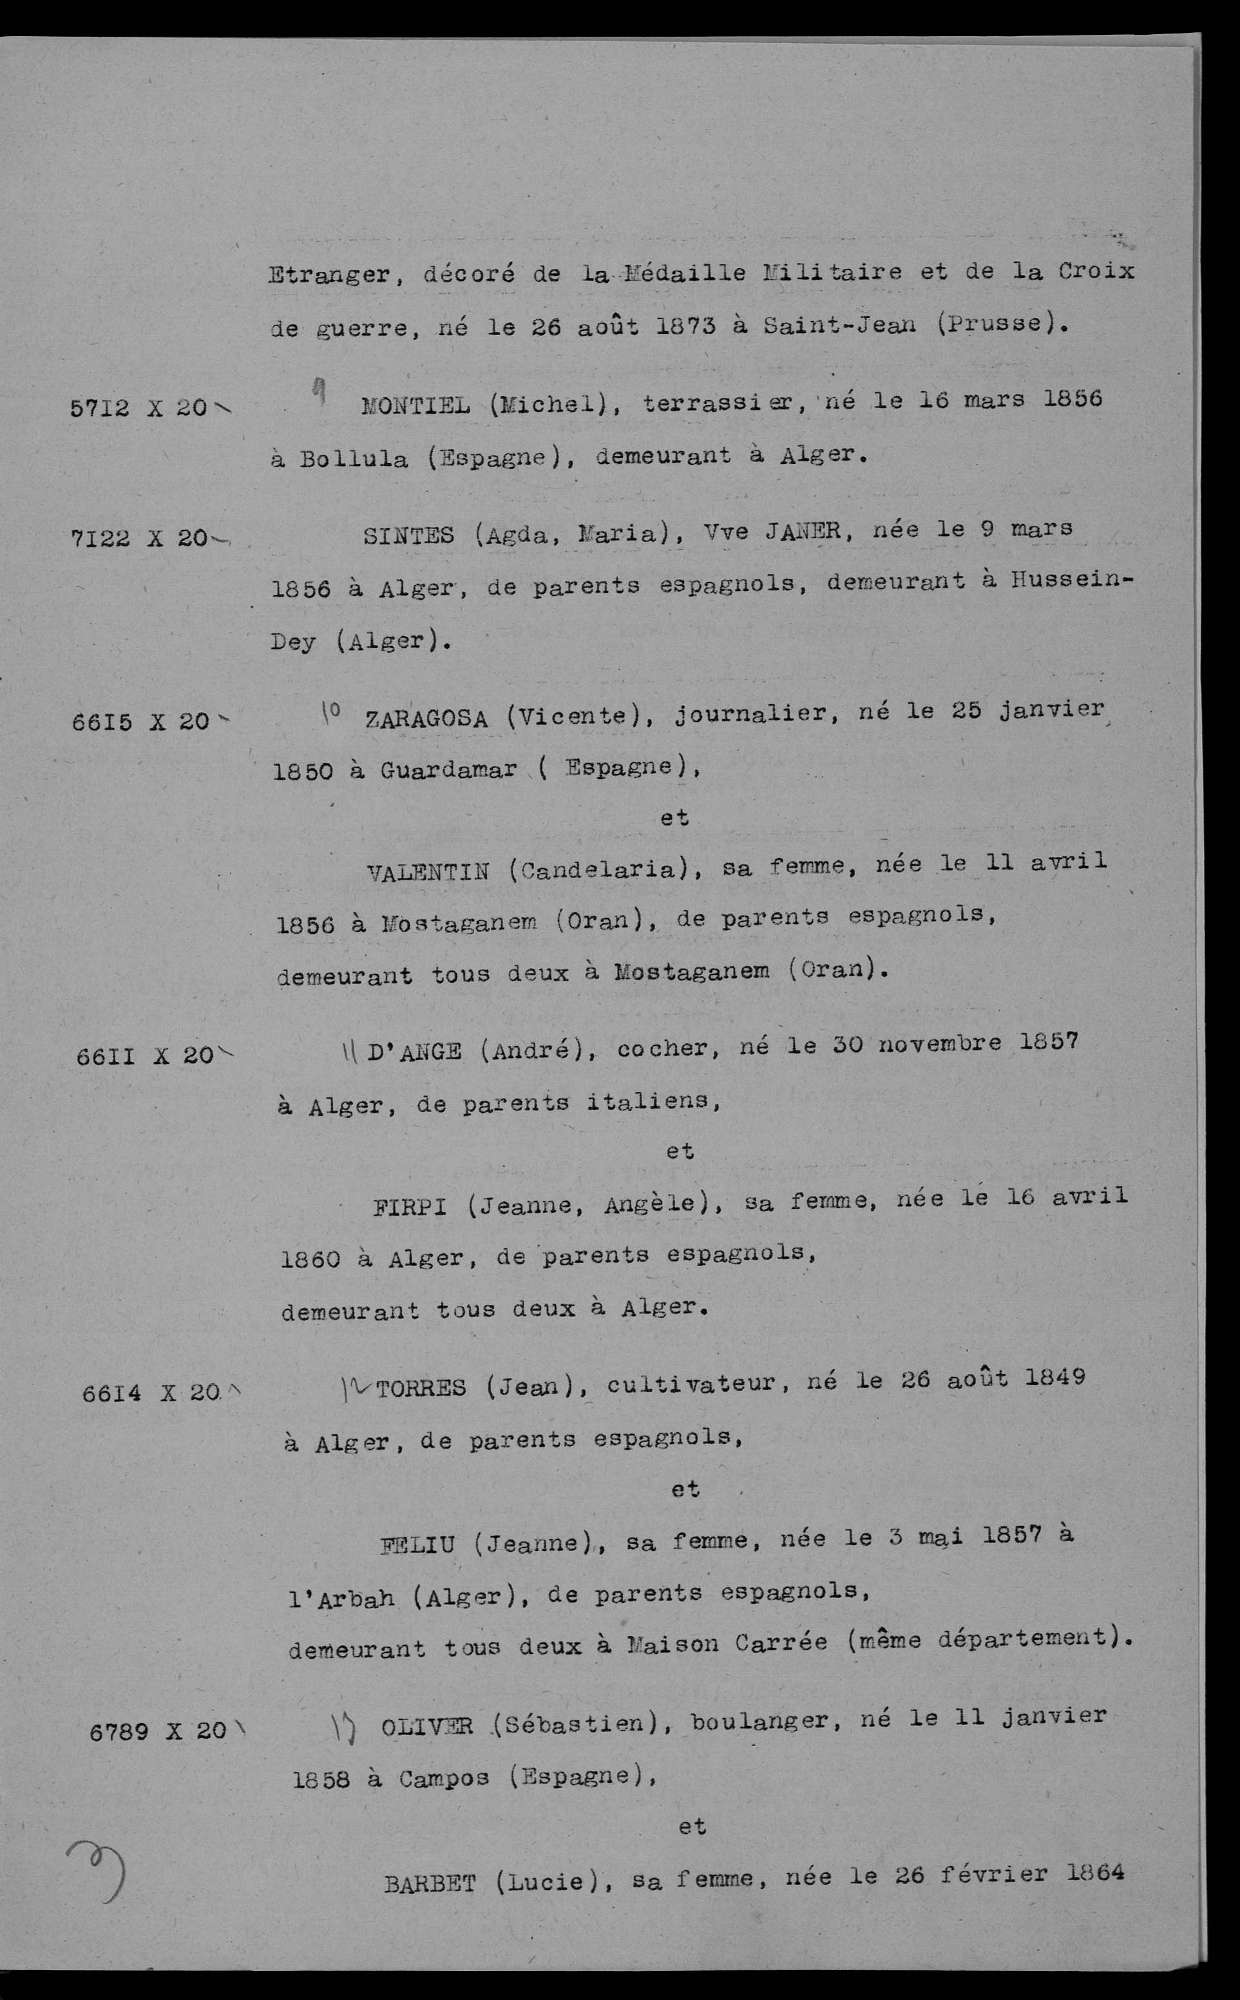 Etranger, décoré de la Médaille Militaire et de la Croix
de guerre, né le 26 août 1873 à Saint-Jean (Prusse).
5712 X 20 9 MONTIEL (Michel), terrassier, né le 16 mars 1856
à Bollula (Espagne), demeurant à Alger.
7122 X 20 SINTES (Agda, Maria), Vve JANER, née le 9 mars
1856 à Alger, de parents espagnols, demeurant à Hussein-
Dey (Alger).
6615 X 20 10 ZARAGOSA (Vicente), journalier, né le 25 janvier
1850 à Guardamar ( Espagne),
et
VALENTIN (Candelaria), sa femme, née le 11 avril
1856 à Mostaganem (Oran), de parents espagnols,
demeurant tous deux à Mostaganem (Oran).
6611 X 20 11 D'ANGE (André), cocher, né le 30 novembre 1857
à Alger, de parents italiens,
et
FIRPI (Jeanne, Angèle), sa femme, née le 16 avril
1860 à Alger, de parents espagnols,
demeurant tous deux à Alger.
6614 X 20 12 TORRES (Jean), cultivateur, né le 26 août 1849
à Alger, de parents espagnols,
et
FELIU (Jeanne), sa femme, née le 3 mai 1857 à
l'Arbah (Alger), de parents espagnols,
demeurant tous deux à Maison Carrée (même département).
6789 X 20 13 OLIVER (Sébastien), boulanger, né le 11 janvier
1858 à Campos (Espagne),
et
3
BARBET (Lucie), sa femme, née le 26 février 1864